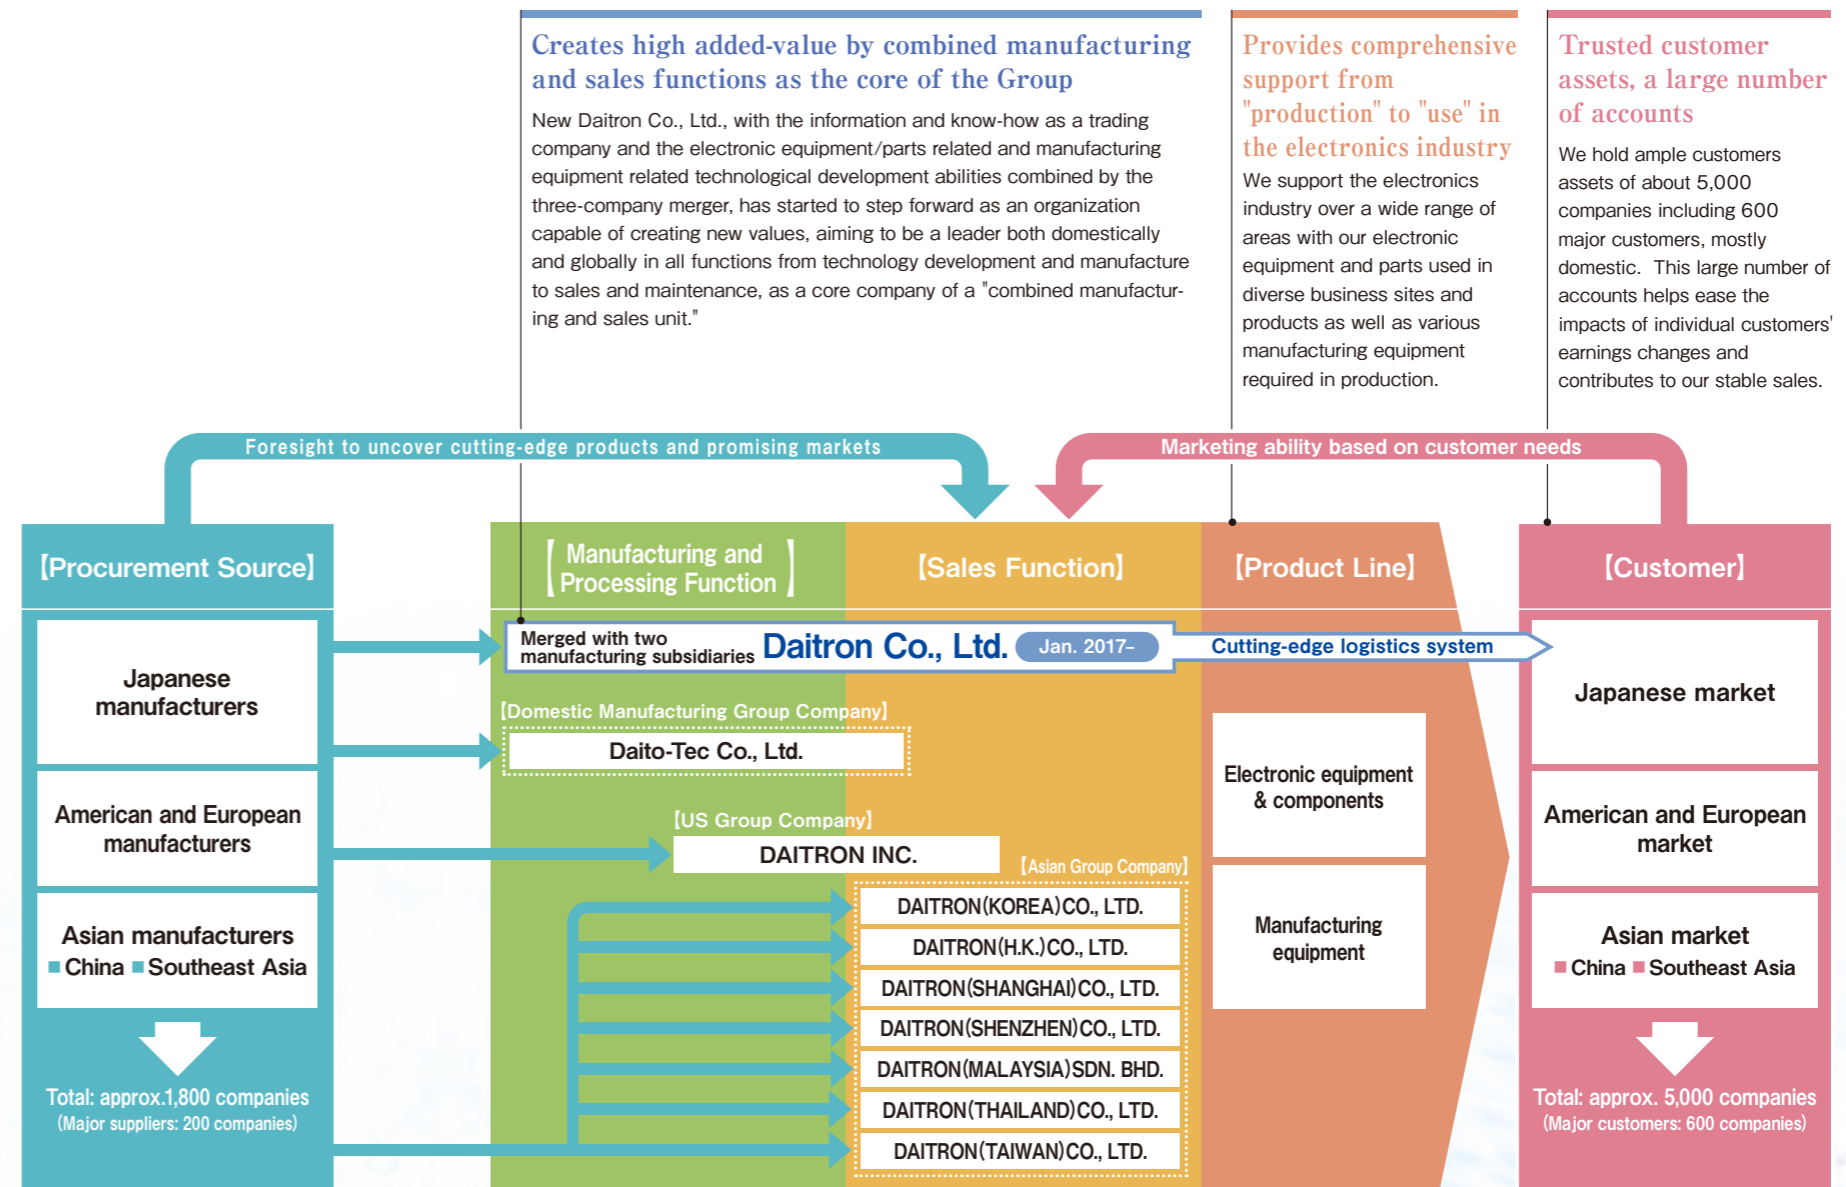 Creates high added-value by combined manufacturing
and sales functions as the core of the Group
New Daitron Co., Ltd., with the information and know-how as a trading
company and the electronic equipment/parts related and manufacturing
equipment related technological development abilities combined by the
three-company merger, has started to step forward as an organization
capable of creating new values, aiming to be a leader both domestically
and globally in all functions from technology development and manufacture
to sales and maintenance, as a core company of a "combined manufactur-
ing and sales unit."
Provides comprehensive
support from
"production" to "use" in
the electronics industry
We support the electronics
industry over a wide range of
areas with our electronic
equipment and parts used in
diverse business sites and
products as well as various
manufacturing equipment
required in production.
Trusted customer
assets, a large number
of accounts
We hold ample customers
assets of about 5,000
companies including 600
major customers, mostly
domestic.  This large number of
accounts helps ease the
impacts of individual customers'
earnings changes and
contributes to our stable sales.
Foresight to uncover cutting-edge products and promising markets
Marketing ability based on customer needs
【Procurement Source】
Japanese
manufacturers
American and European
manufacturers
Asian manufacturers
■ China ■ Southeast Asia
Total: approx.1,800 companies
(Major suppliers: 200 companies)
【Manufacturing and
Processing Function】
【Sales Function】
【Product Line】
【Customer】
Merged with two
manufacturing subsidiaries
Daitron Co., Ltd.
Jan. 2017–
Cutting-edge logistics system
【Domestic Manufacturing Group Company】
Daito-Tec Co., Ltd.
【US Group Company】
DAITRON INC.
【Asian Group Company】
DAITRON(KOREA)CO., LTD.
DAITRON(H.K.)CO., LTD.
DAITRON(SHANGHAI)CO., LTD.
DAITRON(SHENZHEN)CO., LTD.
DAITRON(MALAYSIA)SDN. BHD.
DAITRON(THAILAND)CO., LTD.
DAITRON(TAIWAN)CO., LTD.
Electronic equipment
& components
Manufacturing
equipment
Japanese market
American and European
market
Asian market
■ China ■ Southeast Asia
Total: approx. 5,000 companies
(Major customers: 600 companies)